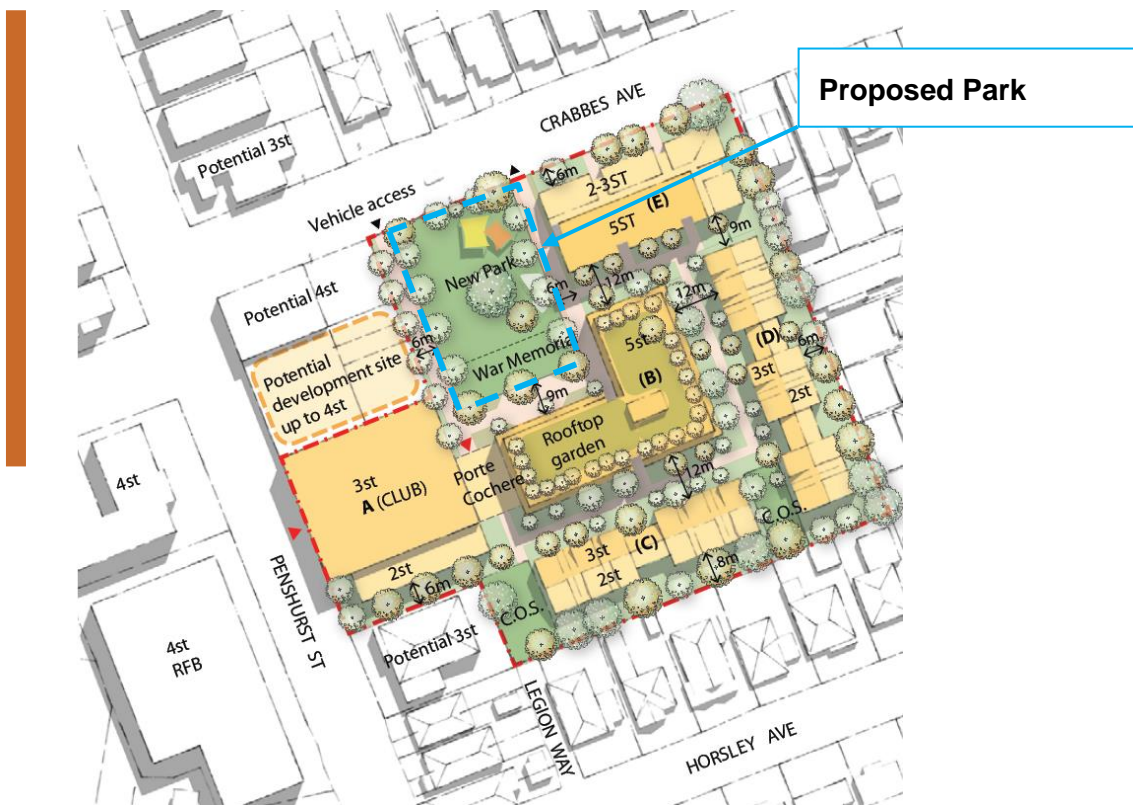 Proposed Park
CRABBES AVE
Potential 3st
6m
2-3ST
(E)
Vehicle access
5ST
9m
New Park
12m
6m
12m
Potential 4st
5st
(D)
6m
6m
Potential
development site
up to 4st
War Memorial
(B)
3st
9m
2st
Rooftop
garden
3st
A (CLUB)
Porte
Cochere
12m
4st
C.O.S.
3st
(C)
2st
6m
2st
8m
PENSHURST ST
C.O.S.
4st
RFB
Potential 3st
LEGION WAY
HORSLEY AVE